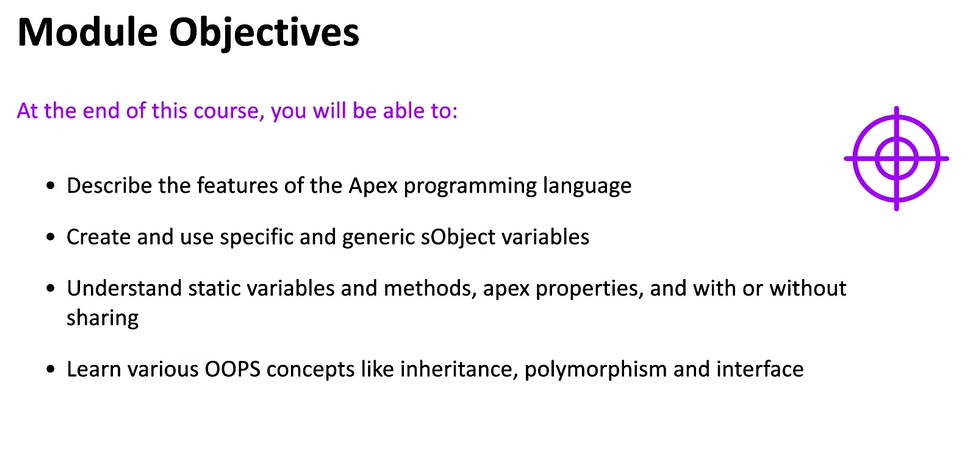 Module Objectives
At the end of this course, you will be able to:
• Describe the features of the Apex programming language
• Create and use specific and generic sObject variables
• Understand static variables and methods, apex properties, and with or without
sharing
• Learn various OOPS concepts like inheritance, polymorphism and interface